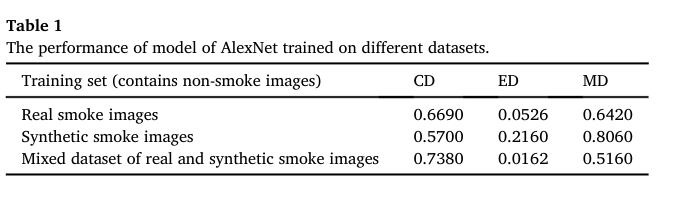 Table 1
The performance of model of AlexNet trained on different datasets.
Training set (contains non-smoke images) CD ED MD
Real smoke images 0.6690 0.0526 0.6420
Synthetic smoke images 0.5700 0.2160 0.8060
Mixed dataset of real and synthetic smoke images 0.7380 0.0162 0.5160